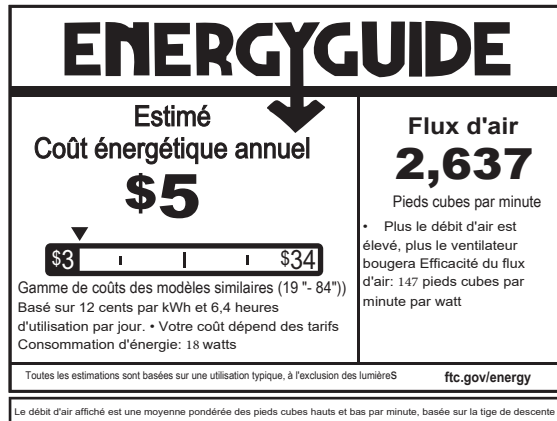 ENERGYGUIDE
Estimé
Coût énergétique annuel
$5
$3
$34
Gamme de coûts des modèles similaires (19 "- 84"))
Basé sur 12 cents par kWh et 6,4 heures
d'utilisation par jour. • Votre coût dépend des tarifs
Consommation d'énergie: 18 watts
Flux d'air
2,637
Pieds cubes par minute
• Plus le débit d'air est
élevé, plus le ventilateur
bougera Efficacité du flux
d'air: 147 pieds cubes par
minute par watt
Toutes les estimations sont basées sur une utilisation typique, à l'exclusion des lumièreS
ftc.gov/energy
Le débit d'air affiché est une moyenne pondérée des pieds cubes hauts et bas par minute, basée sur la tige de descente